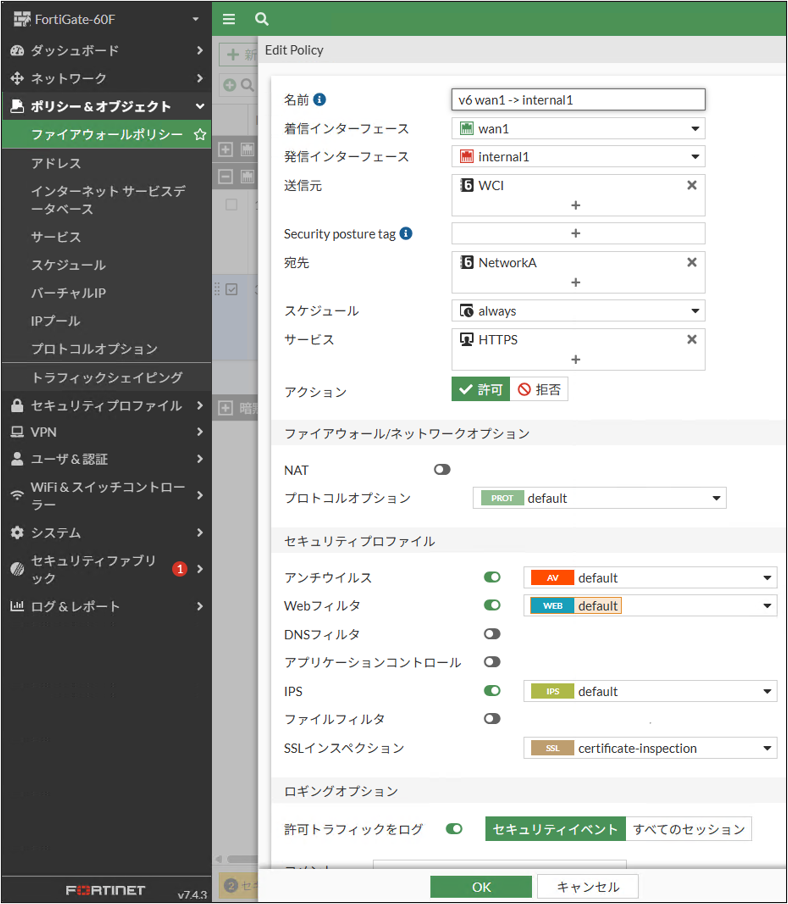 FortiGate-60F
ダッシュボード
ネットワーク
ポリシー & オブジェクト
ファイアウォールポリシー
アドレス
インターネット サービスデ
ータベース
サービス
スケジュール
バーチャルIP
IPプール
プロトコルオプション
トラフィックシェイピング
セキュリティプロファイル
VPN
ユーザ & 認証
WiFi & スイッチコントロー
ラー
システム
セキュリティファブリ
ック
1
ログ & レポート
FORTINET
v7.4.3
新
暗
2 セキ
Edit Policy
名前
v6 wan1 -> internal1
着信インターフェース
wan1
発信インターフェース
internal1
送信元
6 WCI
+
Security posture tag
+
宛先
6 NetworkA
+
スケジュール
always
サービス
HTTPS
+
アクション
許可
拒否
ファイアウォール/ネットワークオプション
NAT
プロトコルオプション
PROT default
セキュリティプロファイル
アンチウイルス
AV default
Webフィルタ
WEB default
DNSフィルタ
アプリケーションコントロール
IPS
IPS default
ファイルフィルタ
SSLインスペクション
SSL certificate-inspection
ロギングオプション
許可トラフィックをログ
セキュリティイベント
すべてのセッション
OK
キャンセル